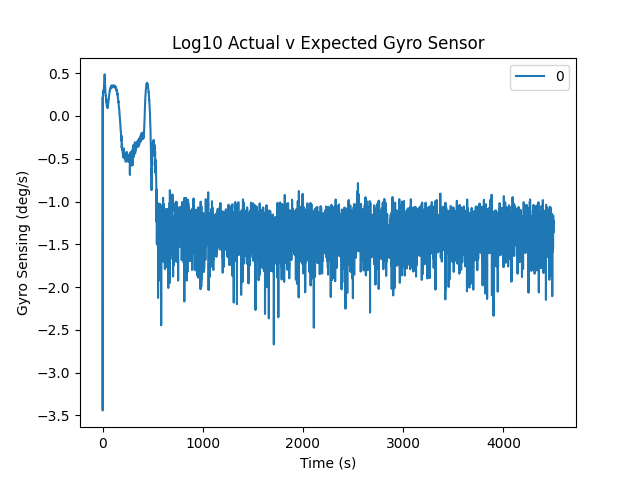 Log10 Actual v Expected Gyro Sensor
0
0.5
0.0
−0.5
−1.0
−1.5
−2.0
−2.5
−3.0
−3.5
Gyro Sensing (deg/s)
0 1000 2000 3000 4000
Time (s)